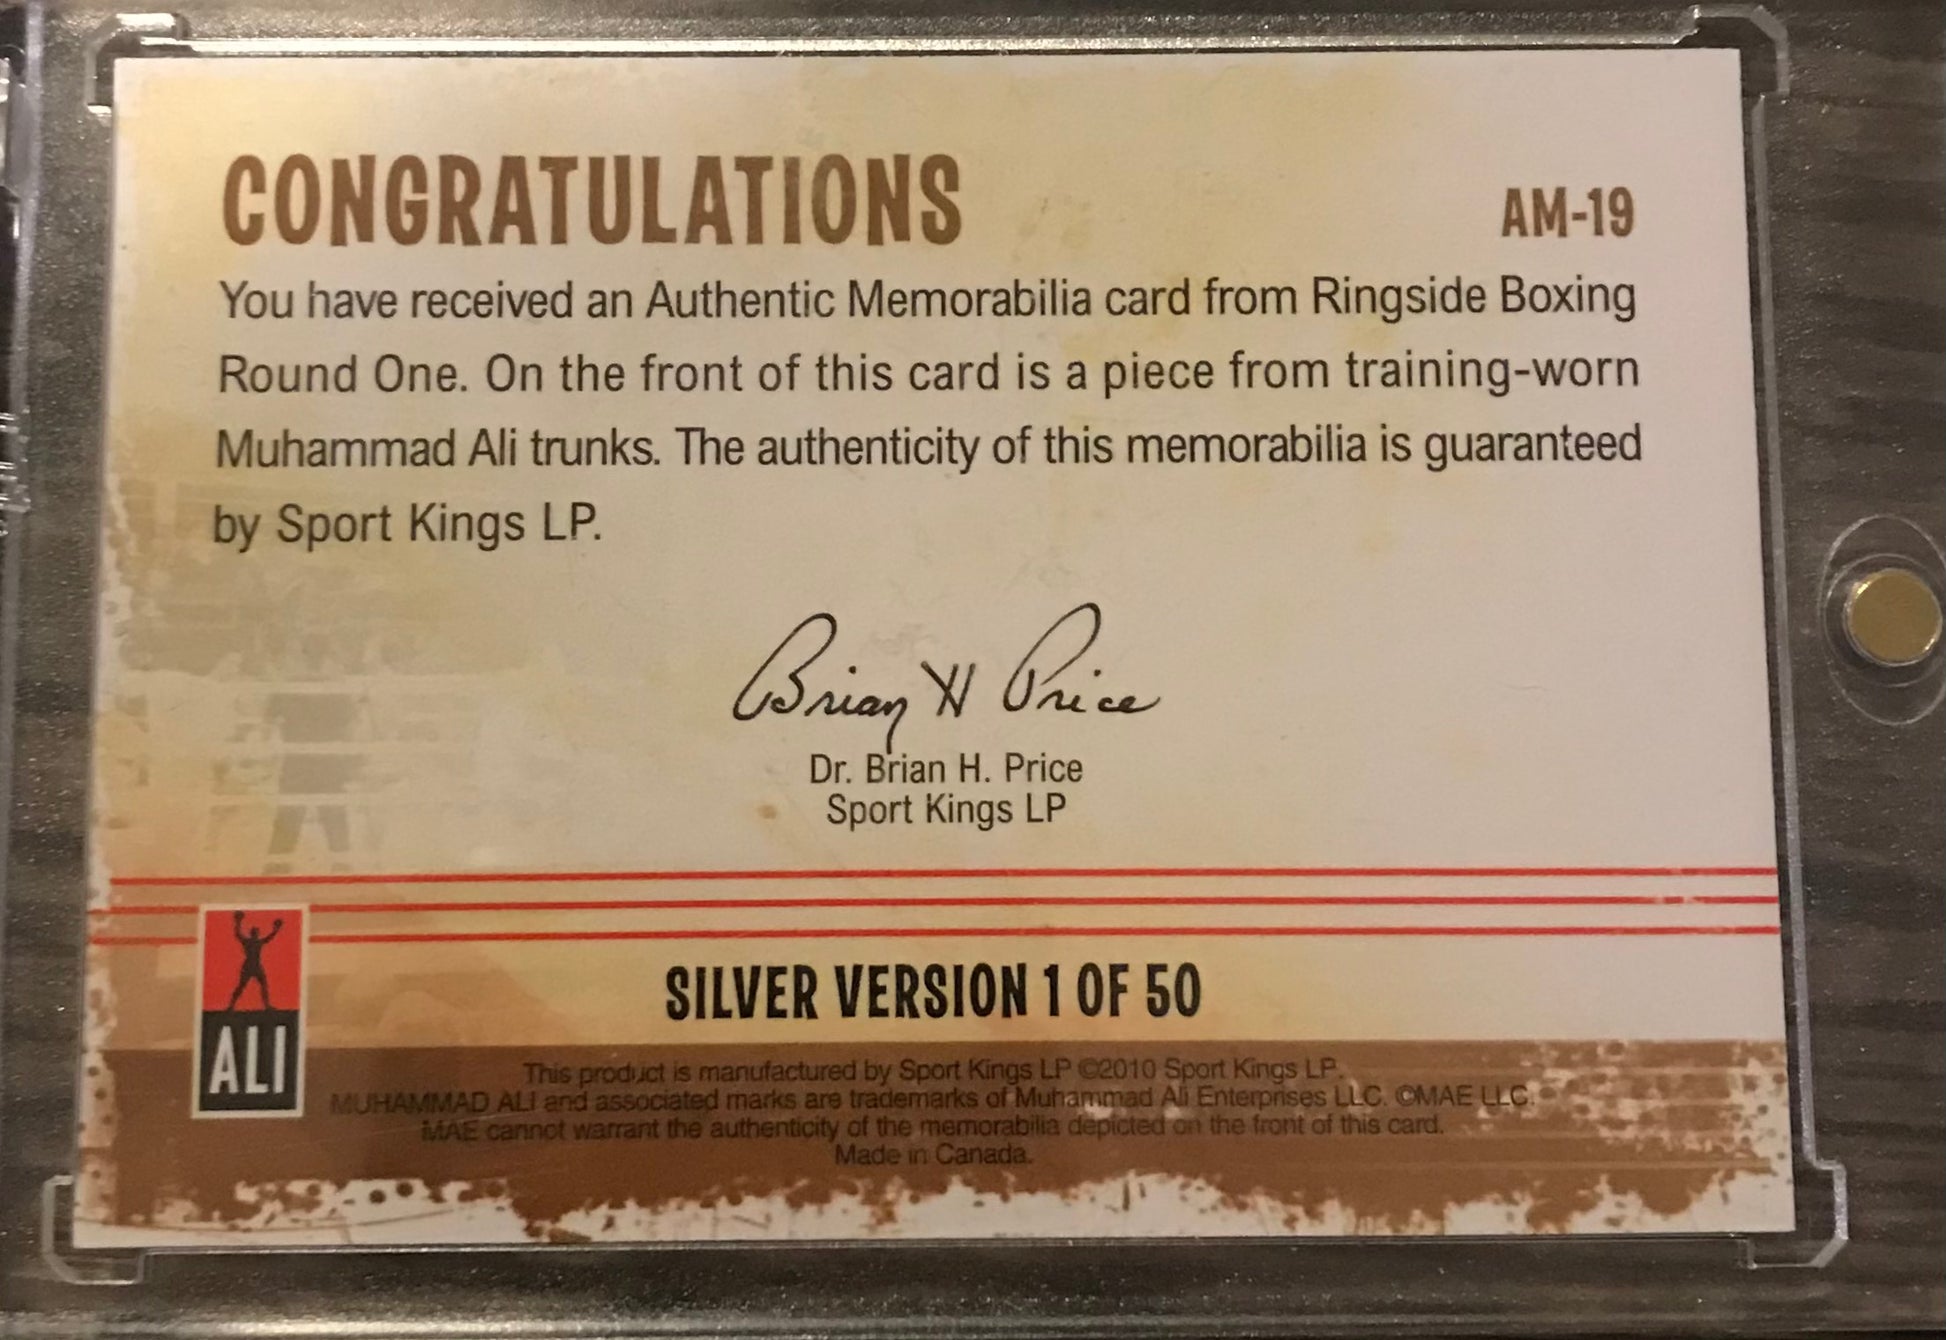 CONGRATULATIONS
AM-19
You have received an Authentic Memorabilia card from Ringside Boxing
Round One. On the front of this card is a piece from training-worn
Muhammad Ali trunks. The authenticity of this memorabilia is guaranteed
by Sport Kings LP.
Brian H Price
Dr. Brian H. Price
Sport Kings LP
SILVER VERSION 1 OF 50
ALI
This product is manufactured by Sport Kings LP ©2010 Sport Kings LP.
MUHAMMAD ALI and associated marks are trademarks of Muhammad Ali Enterprises LLC. ©MAE LLC.
MAE cannot warrant the authenticity of the memorabilia depicted on the front of this card.
Made in Canada.